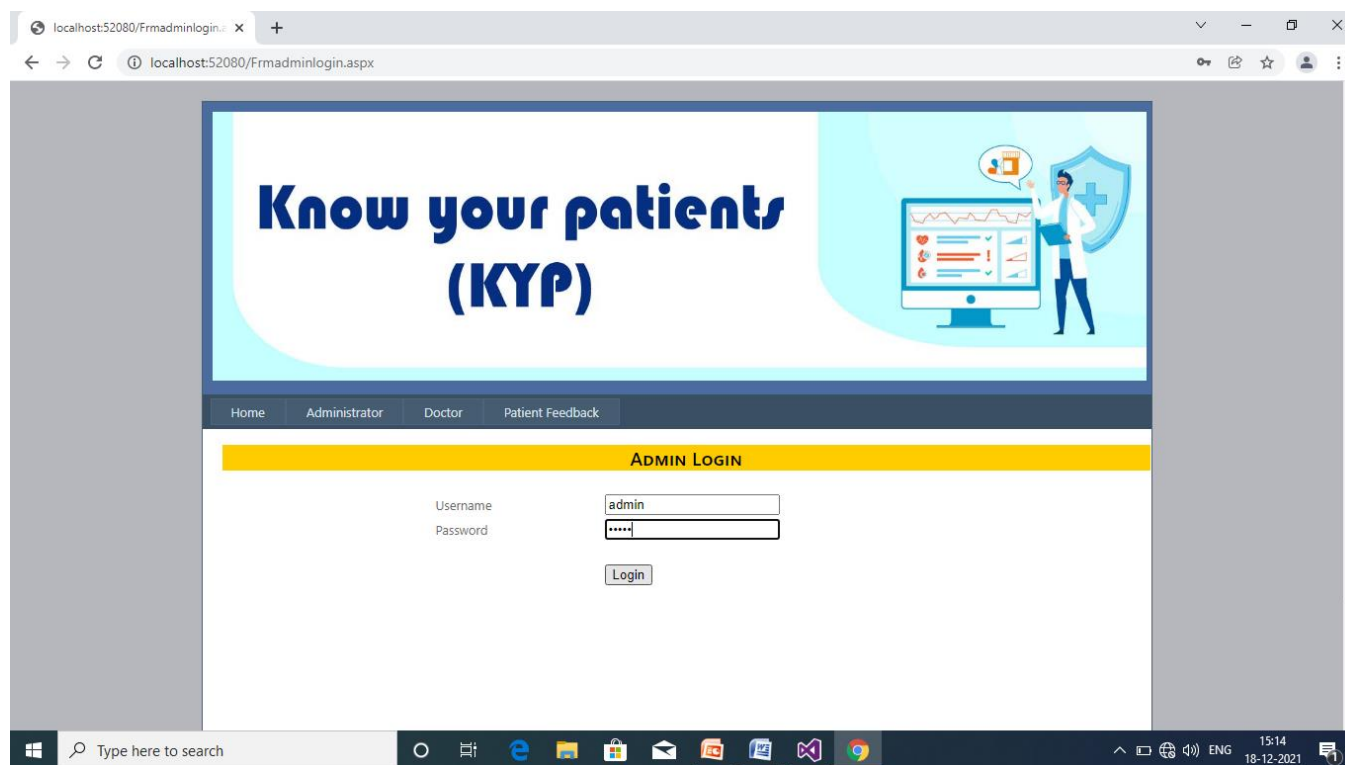 localhost:52080/Frmadminlogin.a
localhost:52080/Frmadminlogin.aspx
Know your patients
(KYP)
Home Administrator Doctor Patient Feedback
Admin Login
Username admin
Password •••••
Login
Type here to search
ENG 15:14
18-12-2021
1